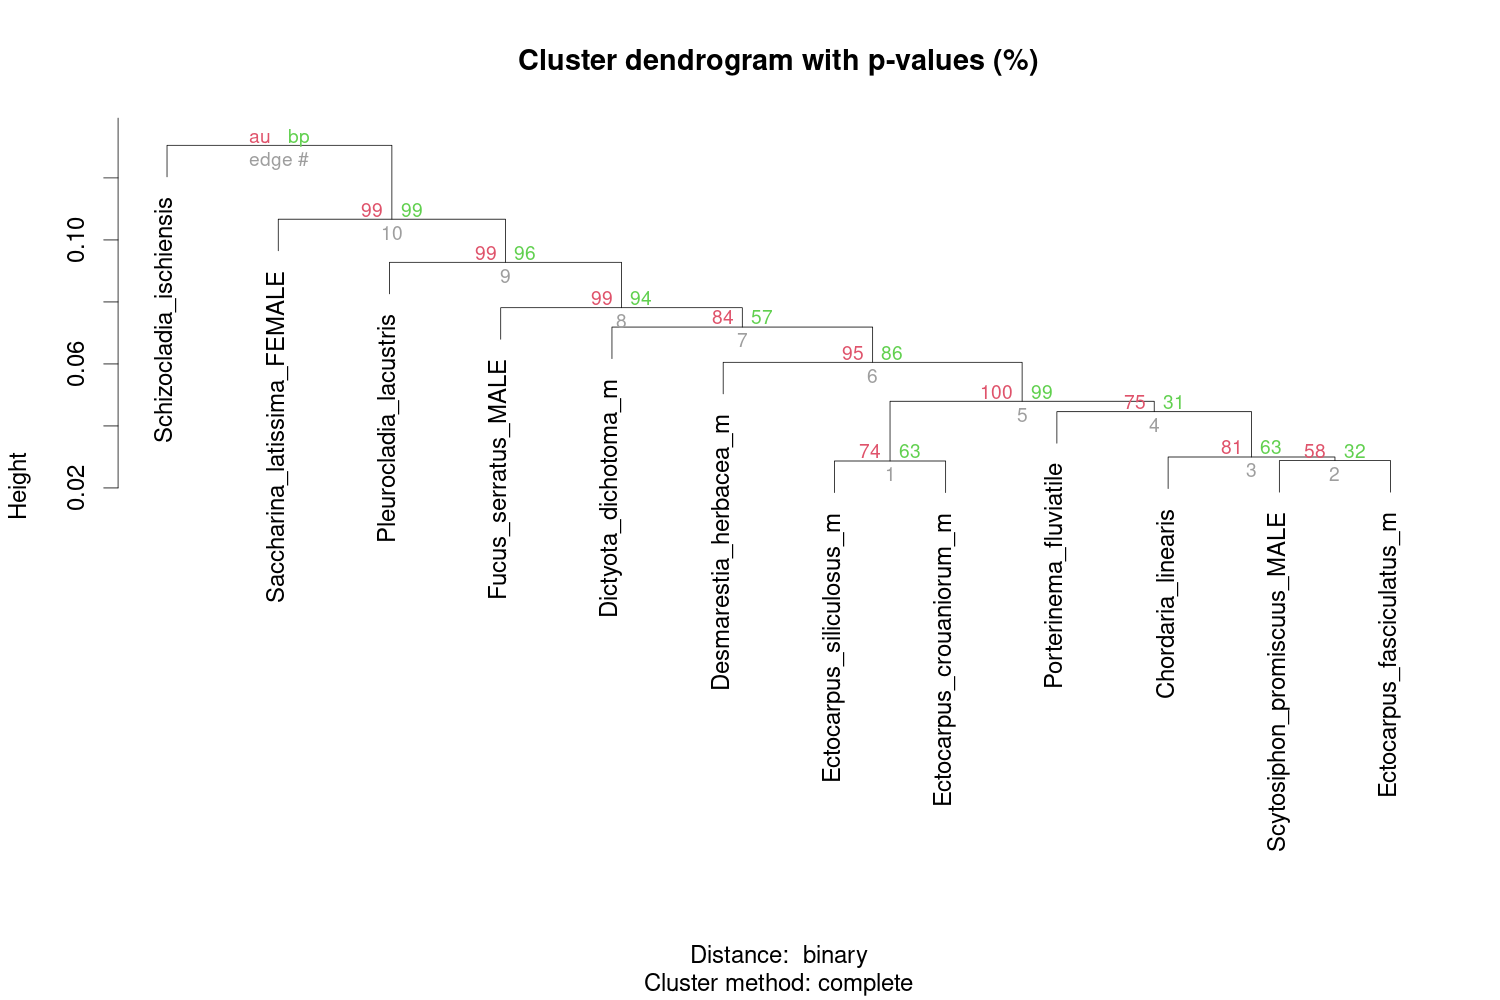 Cluster dendrogram with p-values (%)
au bp
edge #
99 99
10
99 96
9
99 94
8
84 57
7
95 86
6
100 99
5
75 31
4
74 63
1
81 63
3
58 32
2
Height
0.02
0.06
0.10
Schizocladia_ischiensis
Saccharina_latissima_FEMALE
Pleurocladia_lacustris
Fucus_serratus_MALE
Dictyota_dichotoma_m
Desmarestia_herbacea_m
Ectocarpus_siliculosus_m
Ectocarpus_crouaniorum_m
Porterinema_fluviatile
Chordaria_linearis
Scytosiphon_promiscuus_MALE
Ectocarpus_fasciculatus_m
Distance:  binary
Cluster method: complete